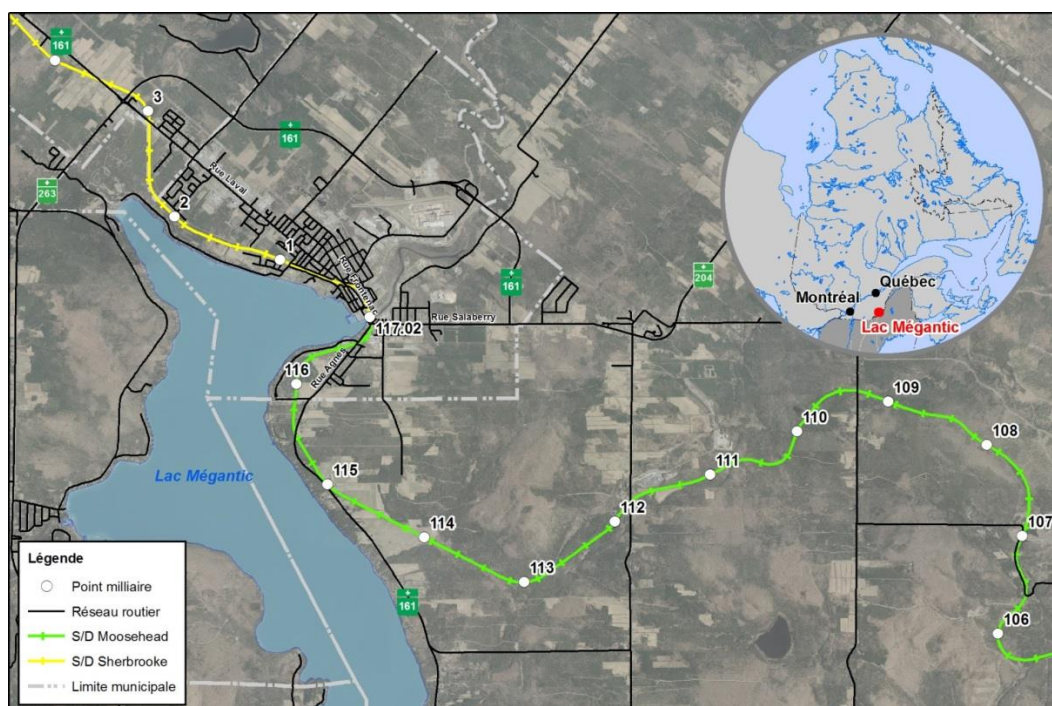 161
3
161
Rue Laval
263
2
1
Rue Frontenac
161
204
Québec
Montréal
Lac Mégantic
117.02
Rue Salaberry
Rue Agnès
116
109
110
108
Lac Mégantic
115
111
112
107
114
113
161
106
Légende
Point milliaire
Réseau routier
S/D Moosehead
S/D Sherbrooke
Limite municipale